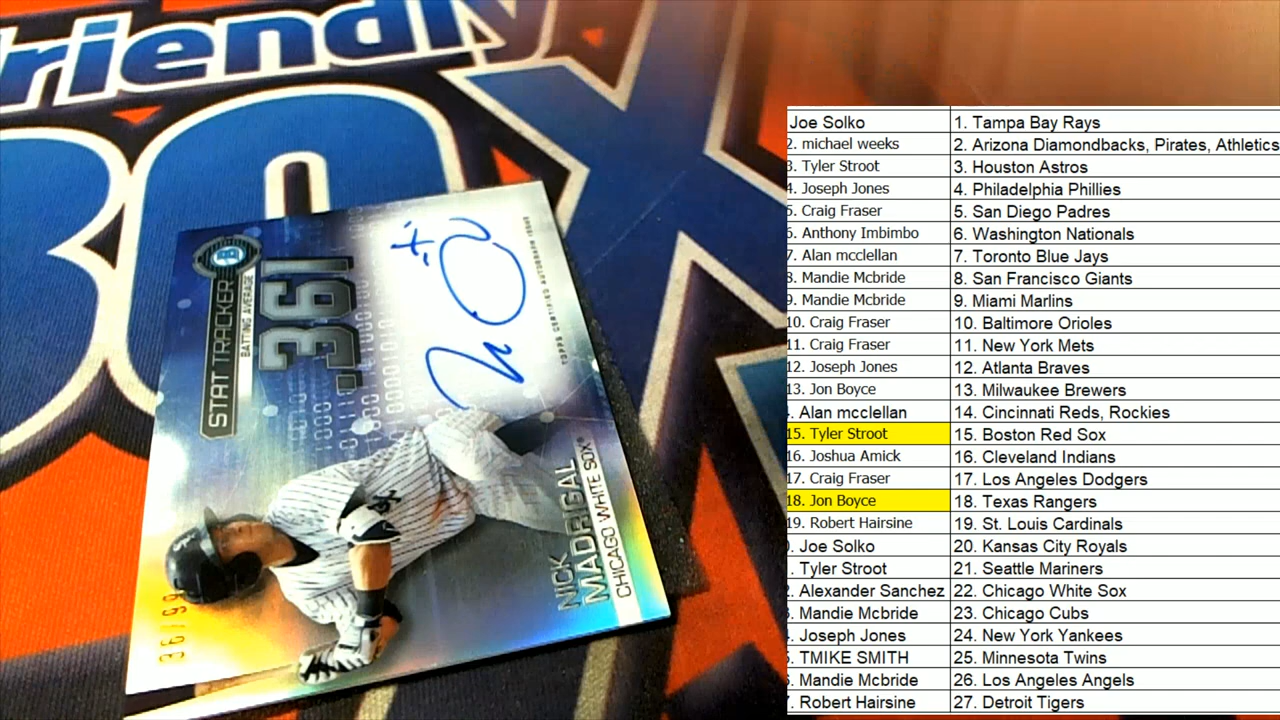 Friendly
BOX
STAT TRACKER
BATTING AVERAGE
.361
TOPPS CERTIFIED AUTOGRAPH ISSUE
NICK
MADRIGAL
CHICAGO WHITE SOX
36/99
Joe Solko 1. Tampa Bay Rays
2. michael weeks 2. Arizona Diamondbacks, Pirates, Athletics
3. Tyler Stroot 3. Houston Astros
4. Joseph Jones 4. Philadelphia Phillies
5. Craig Fraser 5. San Diego Padres
6. Anthony Imbimbo 6. Washington Nationals
7. Alan mcclellan 7. Toronto Blue Jays
8. Mandie Mcbride 8. San Francisco Giants
9. Mandie Mcbride 9. Miami Marlins
10. Craig Fraser 10. Baltimore Orioles
11. Craig Fraser 11. New York Mets
12. Joseph Jones 12. Atlanta Braves
13. Jon Boyce 13. Milwaukee Brewers
. Alan mcclellan 14. Cincinnati Reds, Rockies
15. Tyler Stroot 15. Boston Red Sox
16. Joshua Amick 16. Cleveland Indians
17. Craig Fraser 17. Los Angeles Dodgers
18. Jon Boyce 18. Texas Rangers
19. Robert Hairsine 19. St. Louis Cardinals
. Joe Solko 20. Kansas City Royals
. Tyler Stroot 21. Seattle Mariners
. Alexander Sanchez 22. Chicago White Sox
. Mandie Mcbride 23. Chicago Cubs
. Joseph Jones 24. New York Yankees
. TMIKE SMITH 25. Minnesota Twins
. Mandie Mcbride 26. Los Angeles Angels
. Robert Hairsine 27. Detroit Tigers